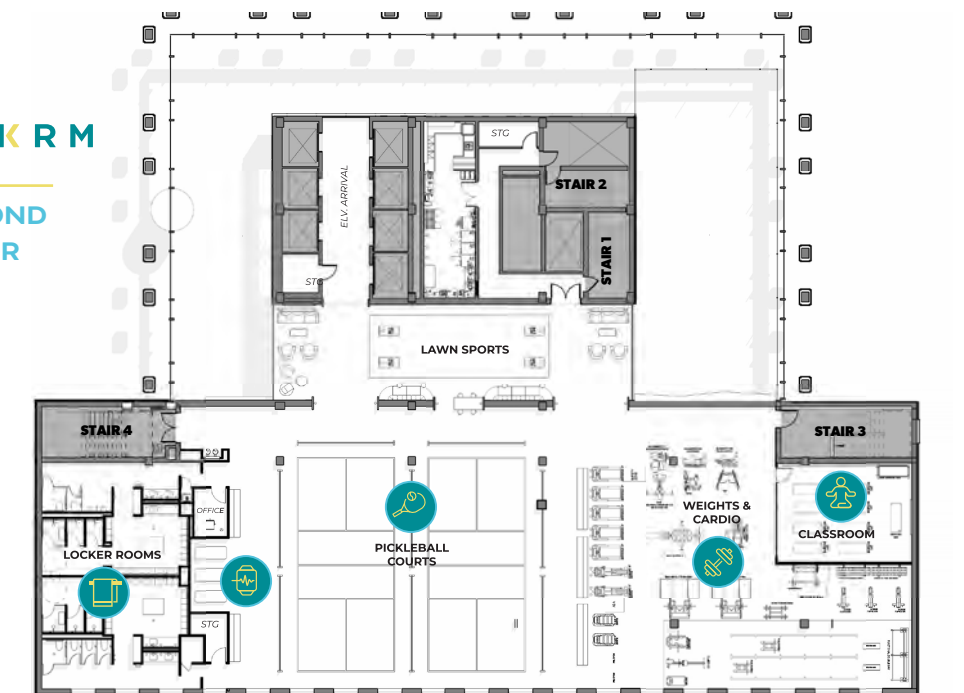 K R M
OND
R
STG
ELV. ARRIVAL
STAIR 2
STAIR 1
STG
LAWN SPORTS
STAIR 4
STAIR 3
OFFICE
WEIGHTS &
CARDIO
CLASSROOM
LOCKER ROOMS
PICKLEBALL
COURTS
STG